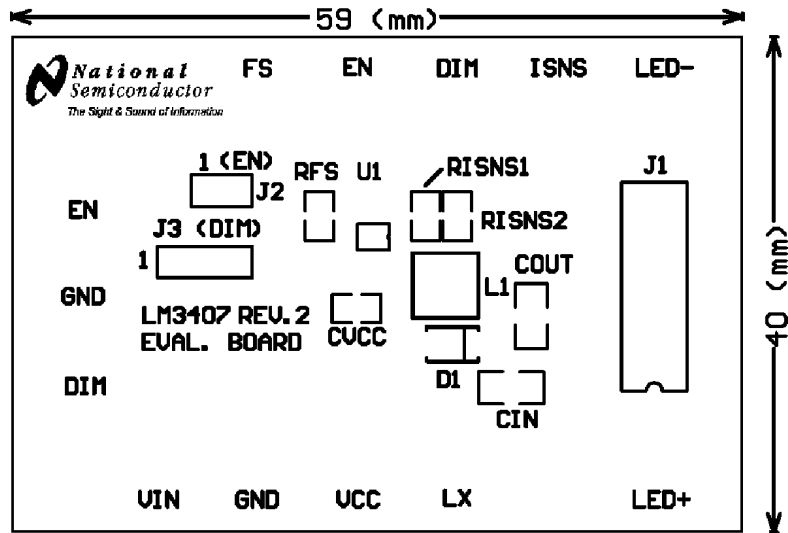 59 (mm)
National
Semiconductor
The Sight & Sound of Information
FS EN DIM ISNS LED-
1 (EN)
J2
RFS U1
RISNS1
RISNS2
J1
EN
J3 (DIM)
1
COUT
L1
GND
LM3407 REV. 2
EVAL. BOARD
CVCC
D1
DIM
CIN
VIN GND VCC LX LED+
40 (mm)